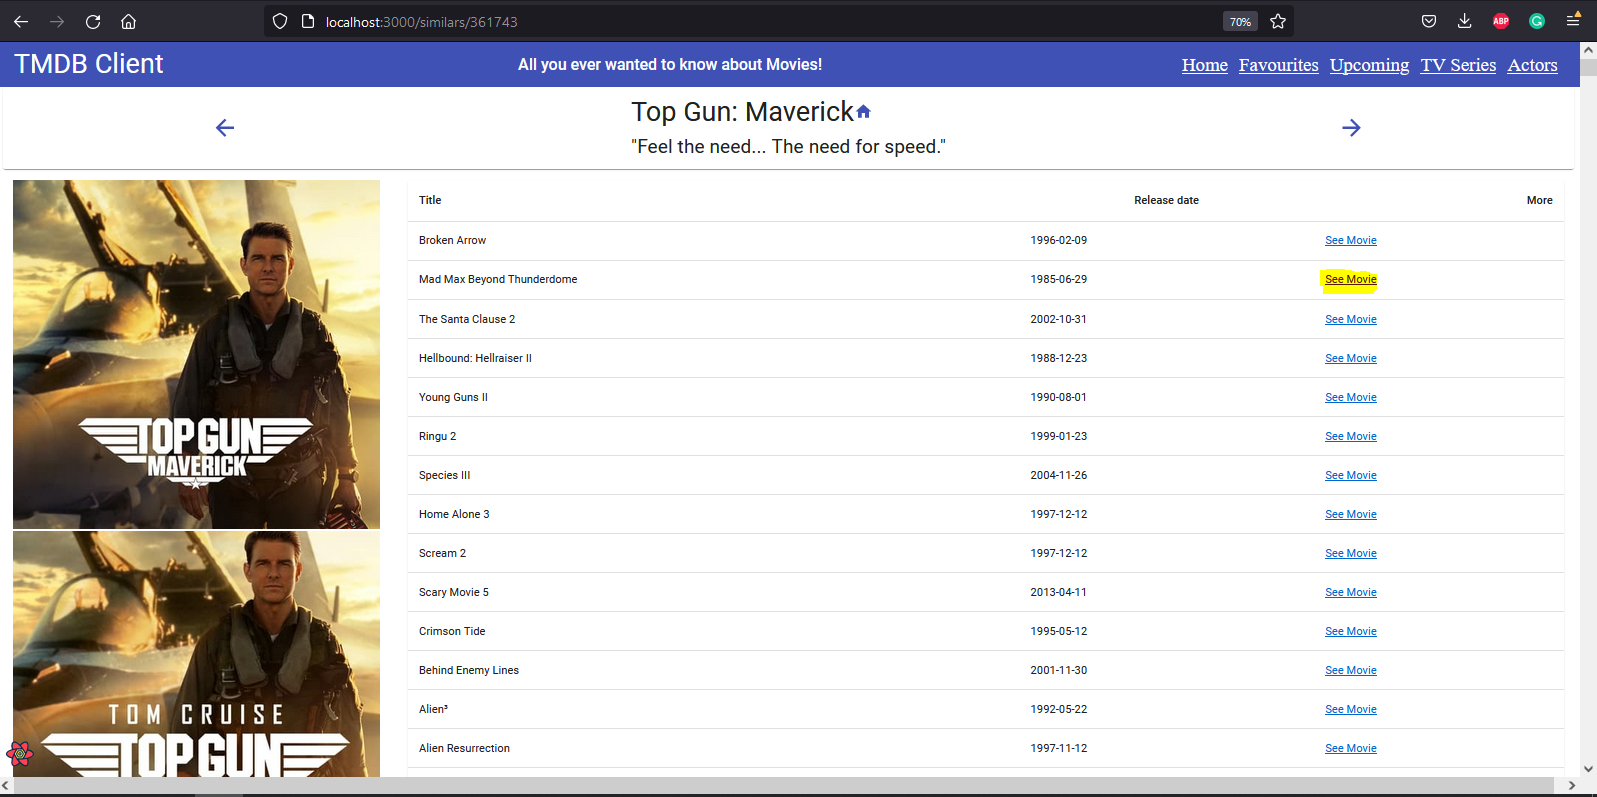 localhost:3000/similars/361743
70%
ABP
G
TMDB Client
All you ever wanted to know about Movies!
Home Favourites Upcoming TV Series Actors
Top Gun: Maverick
"Feel the need... The need for speed."
TOP GUN
MAVERICK
TOM CRUISE
TOP GUN
Title Release date More
Broken Arrow 1996-02-09 See Movie
Mad Max Beyond Thunderdome 1985-06-29 See Movie
The Santa Clause 2 2002-10-31 See Movie
Hellbound: Hellraiser II 1988-12-23 See Movie
Young Guns II 1990-08-01 See Movie
Ringu 2 1999-01-23 See Movie
Species III 2004-11-26 See Movie
Home Alone 3 1997-12-12 See Movie
Scream 2 1997-12-12 See Movie
Scary Movie 5 2013-04-11 See Movie
Crimson Tide 1995-05-12 See Movie
Behind Enemy Lines 2001-11-30 See Movie
Alien³ 1992-05-22 See Movie
Alien Resurrection 1997-11-12 See Movie